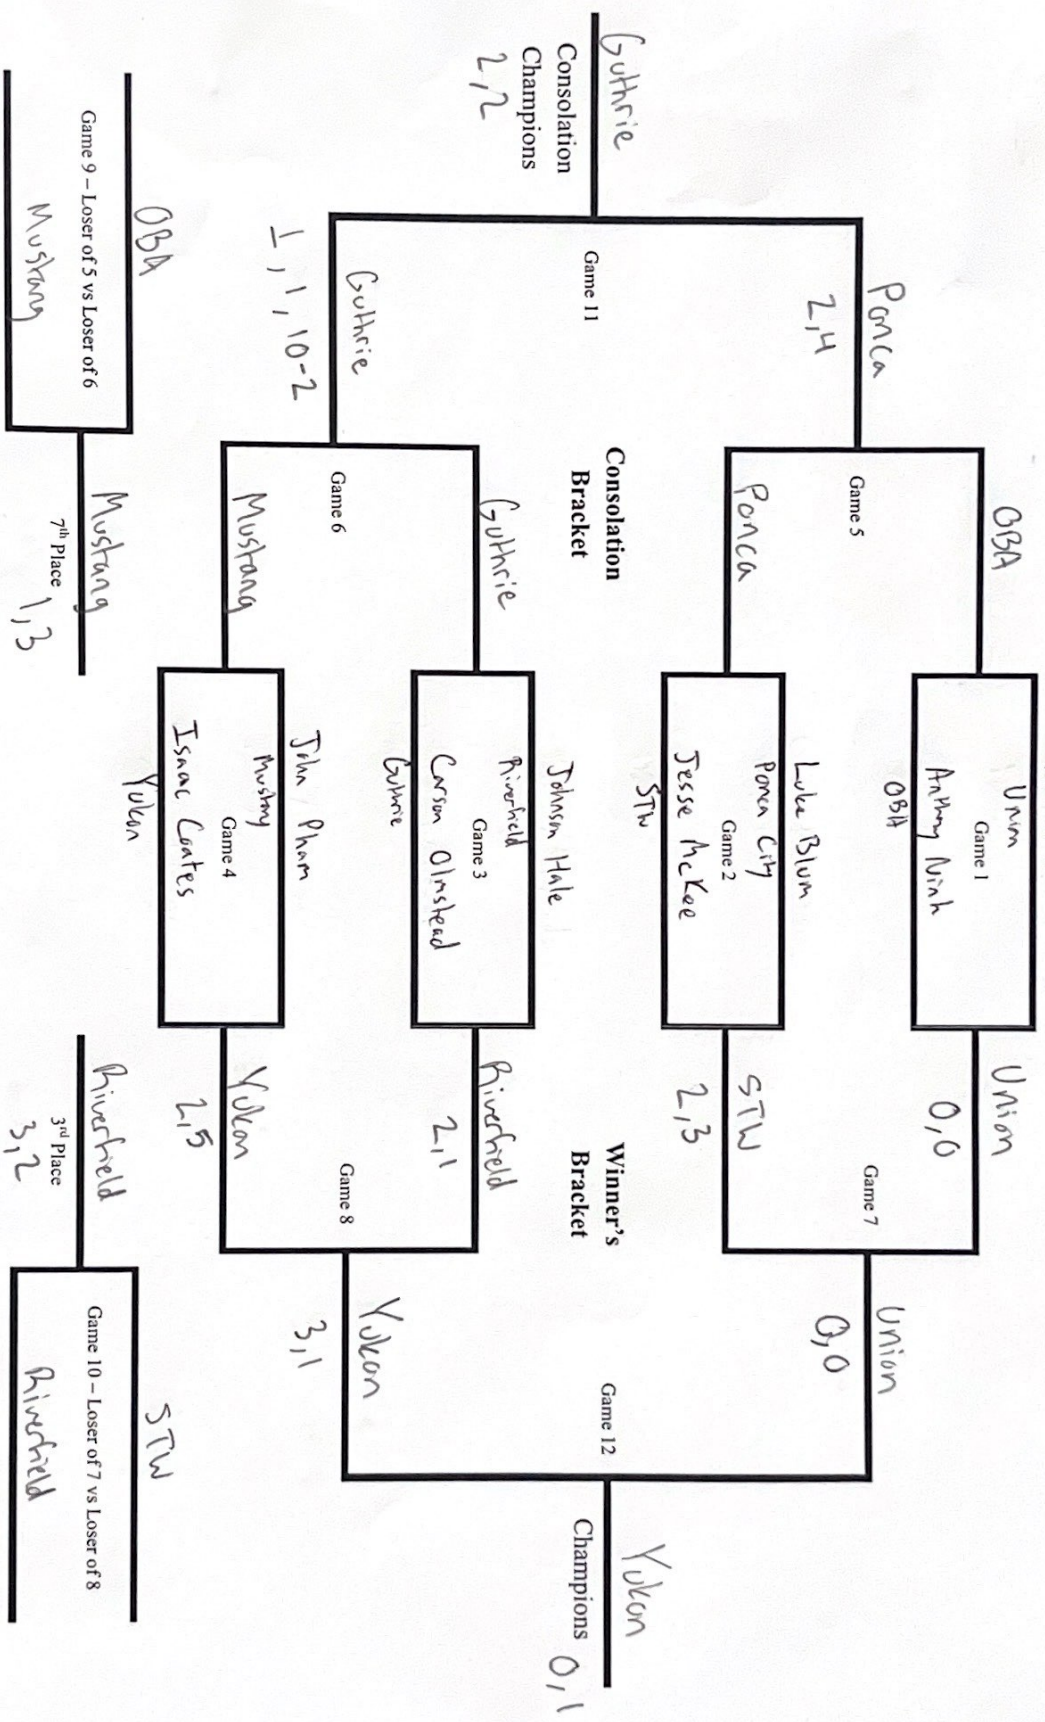 Union
Game 1
Anthony Ninh
OBA
OBA
Union
0,0
Game 5
Game 7
Ponca
2,4
Union
0,0
Luke Blum
Ponca City
Game 2
Jesse McKee
STW
Ponca
STW
2,3
Guthrie
Consolation
Champions
2,2
Game 11
Consolation
Bracket
Winner's
Bracket
Game 12
Yukon
Champions 0,1
Johnson Hale
Riverfield
Game 3
Carson Olmstead
Guthrie
Guthrie
Riverfield
2,1
Guthrie
1, 1, 10-2
Game 6
Game 8
Yukon
3,1
John Pham
Mustang
Game 4
Isaac Coates
Yukon
Mustang
Yukon
2,5
OBA
Game 9 – Loser of 5 vs Loser of 6
Mustang
Mustang
7th Place 1,3
Riverfield
3rd Place
3,2
STW
Game 10 – Loser of 7 vs Loser of 8
Riverfield